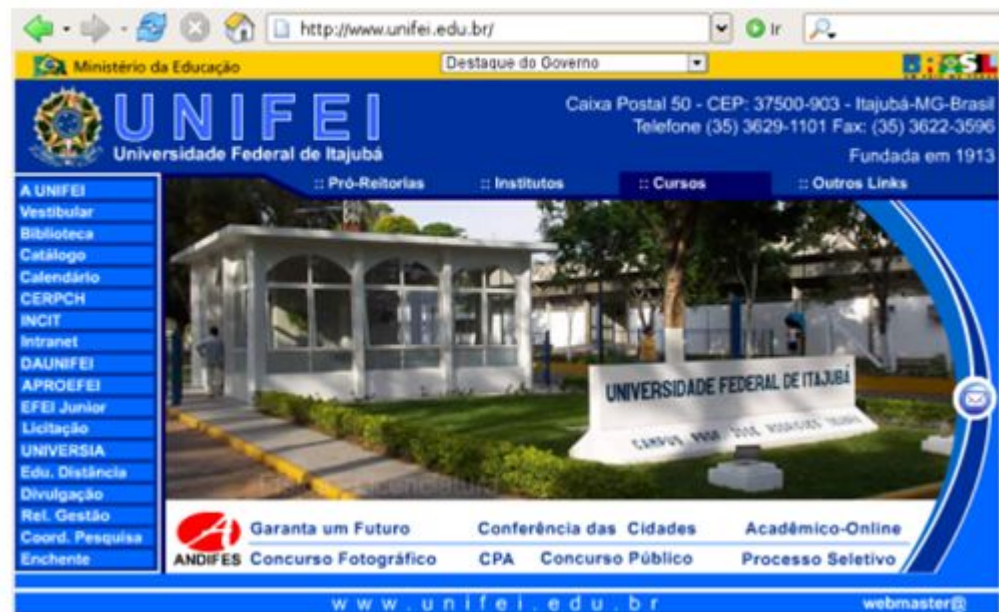 http://www.unifei.edu.br/
Ir
Ministério da Educação
Destaque do Governo
BRASIL
UNIFEI
Universidade Federal de Itajubá
Caixa Postal 50 - CEP: 37500-903 - Itajubá-MG-Brasil
Telefone (35) 3629-1101 Fax: (35) 3622-3596
Fundada em 1913
:: Pró-Reitorias :: Institutos :: Cursos :: Outros Links
A UNIFEI
Vestibular
Biblioteca
Catálogo
Calendário
CERPCH
INCIT
Intranet
DAUNIFEI
APROEFEI
EFEI Junior
Licitação
UNIVERSIA
Edu. Distância
Divulgação
Rel. Gestão
Coord. Pesquisa
Enchente
UNIVERSIDADE FEDERAL DE ITAJUBÁ
CAMPUS PROF. JOSÉ RODRIGUES
ANDIFES
Garanta um Futuro Conferência das Cidades Acadêmico-Online
Concurso Fotográfico CPA Concurso Público Processo Seletivo
www.unifei.edu.br
webmaster@